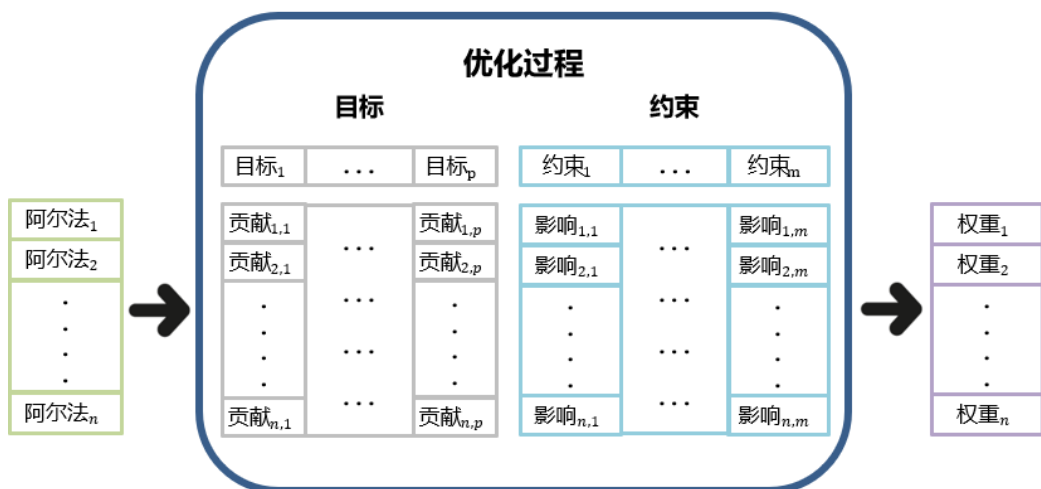 优化过程
目标 约束
目标₁ ... 目标ₚ 约束₁ ... 约束ₘ
阿尔法₁ 贡献₁,₁ ... 贡献₁,ₚ 影响₁,₁ ... 影响₁,ₘ 权重₁
阿尔法₂ 贡献₂,₁ 贡献₂,ₚ 影响₂,₁ 影响₂,ₘ 权重₂
. . ... . . ... . .
. . . . . .
. . ... . . ... . .
. . . . . .
阿尔法ₙ 贡献ₙ,₁ ... 贡献ₙ,ₚ 影响ₙ,₁ ... 影响ₙ,ₘ 权重ₙ